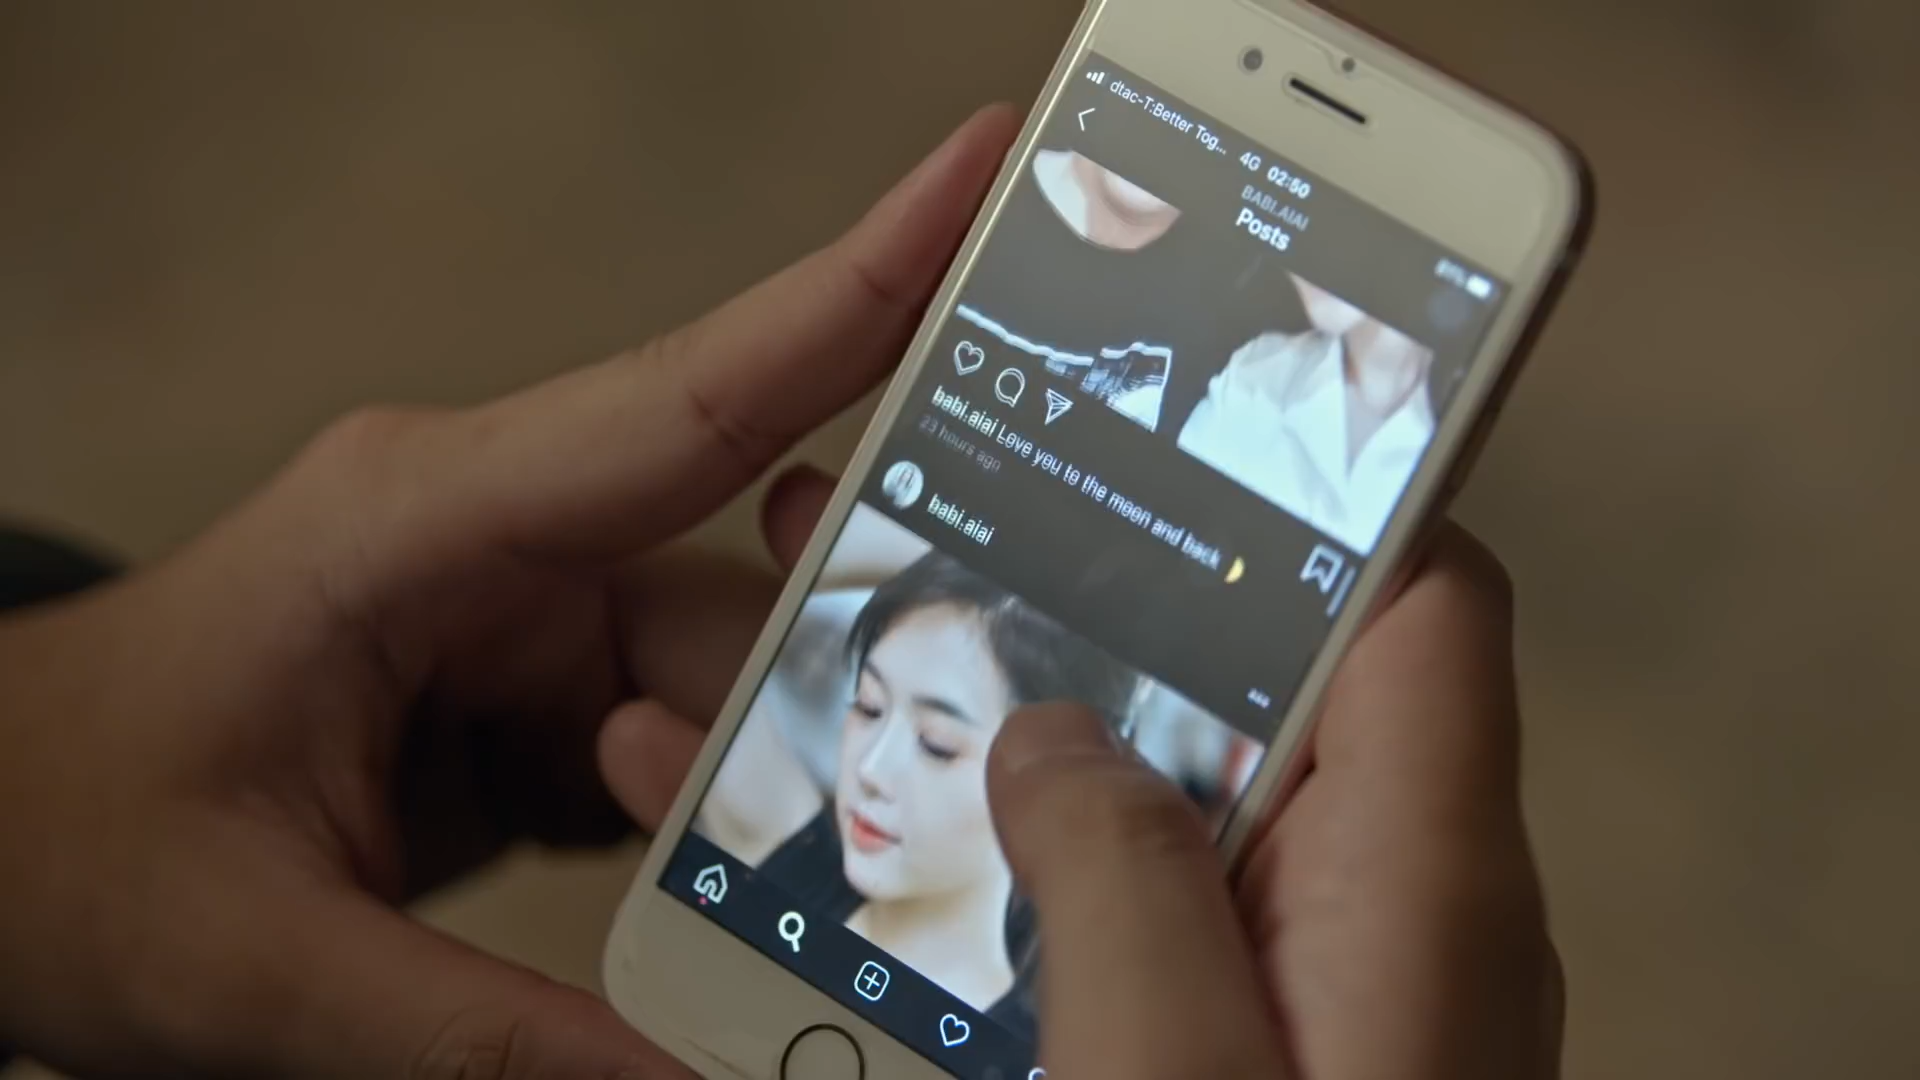 dtac-T:Better Tog... 4G 02:50
BABI.AIAI
Posts
babi.aiai Love you to the moon and back
23 hours ago
babi.aiai